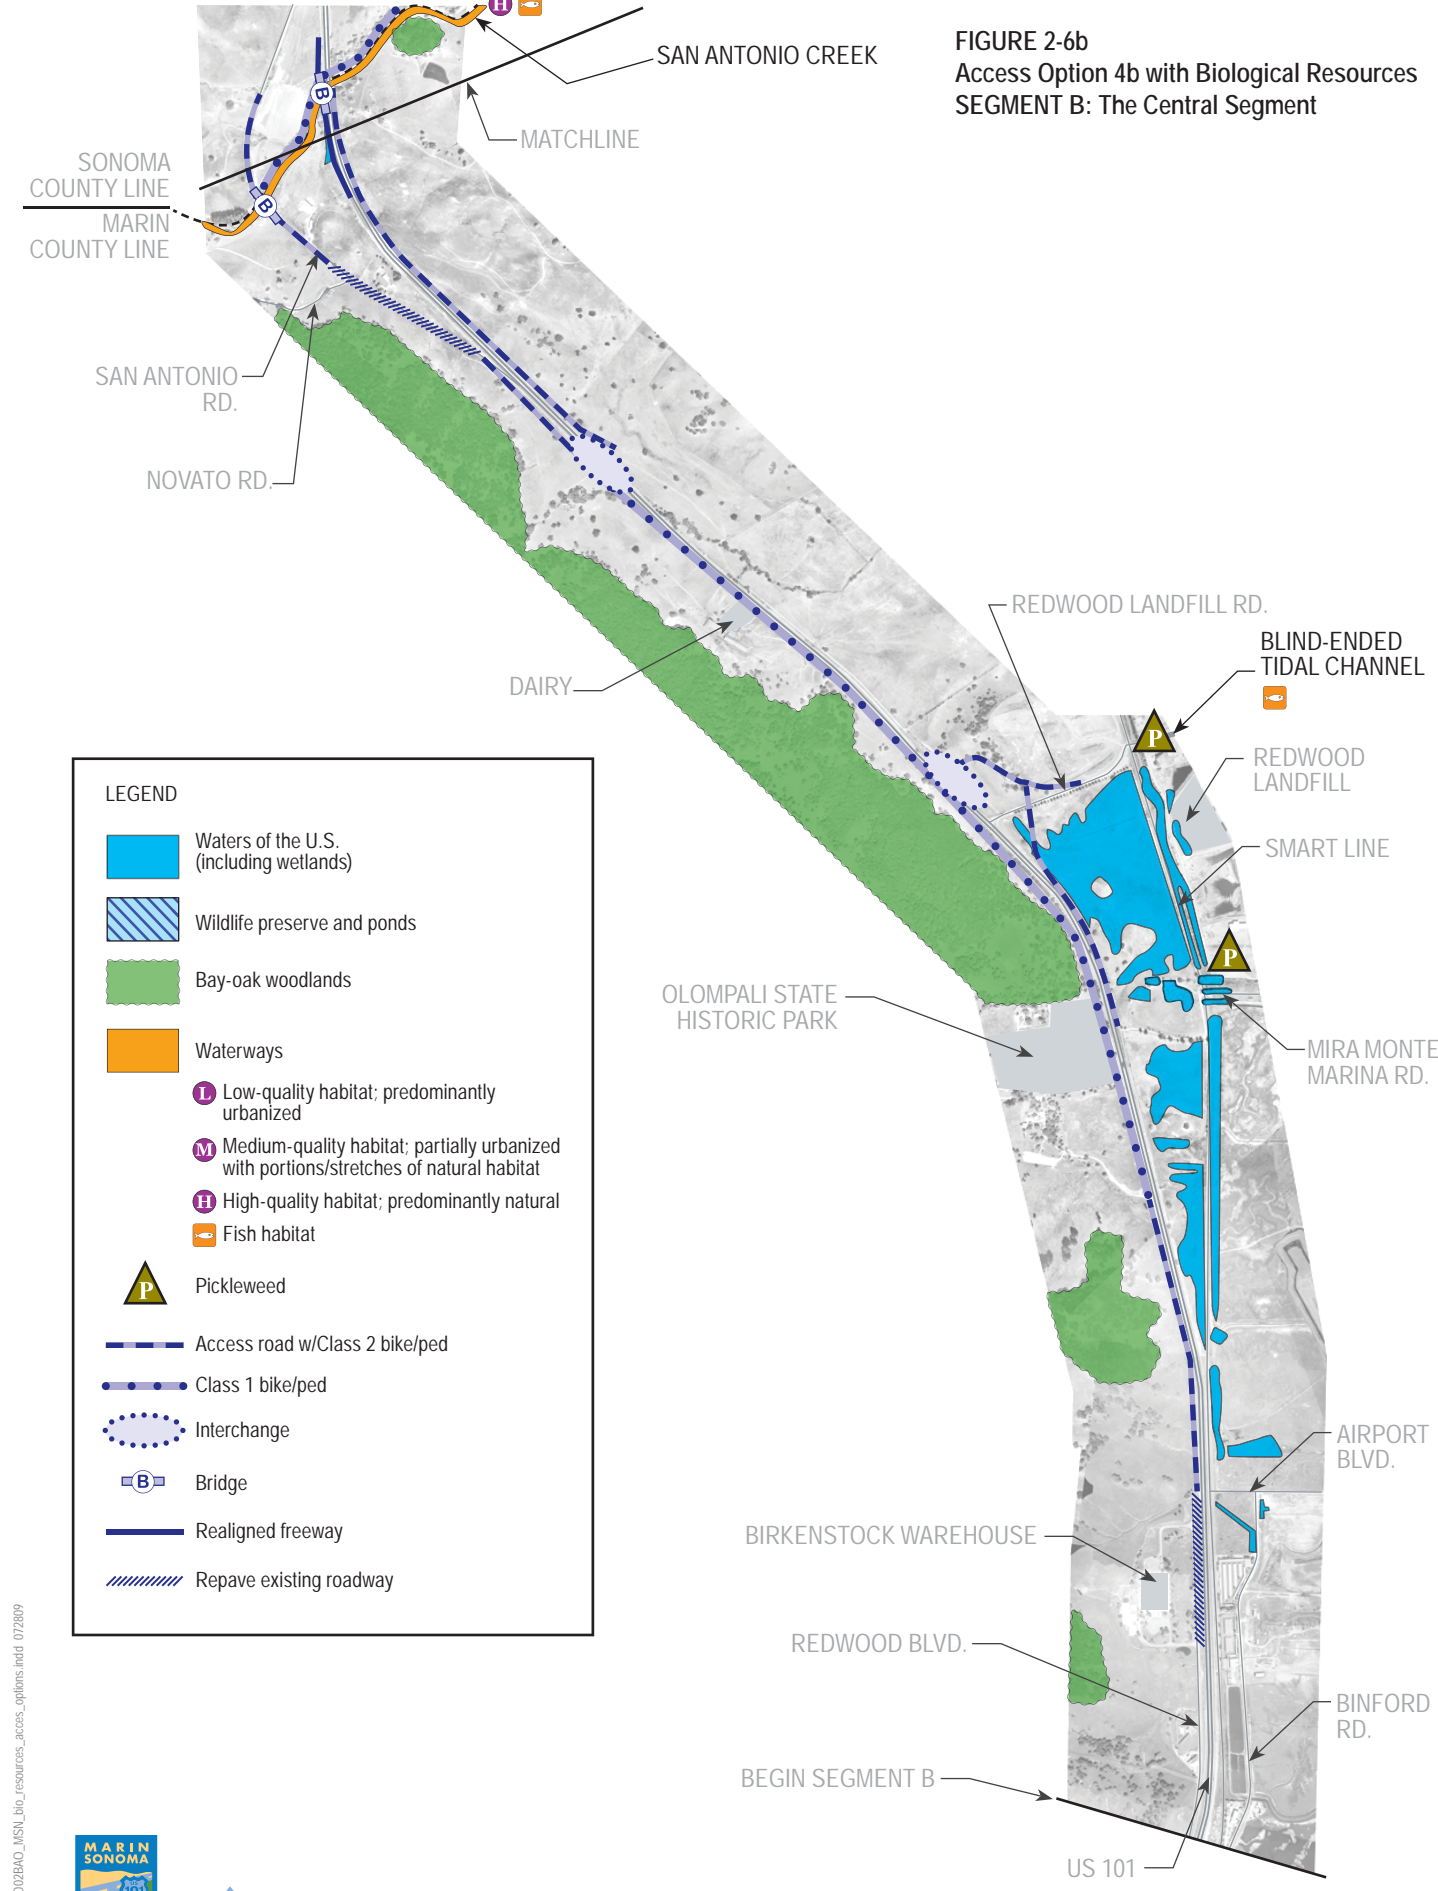 FIGURE 2-6b
Access Option 4b with Biological Resources
SEGMENT B: The Central Segment
H
SAN ANTONIO CREEK
MATCHLINE
B
SONOMA
COUNTY LINE
MARIN
COUNTY LINE
B
SAN ANTONIO
RD.
NOVATO RD.
DAIRY
REDWOOD LANDFILL RD.
BLIND-ENDED
TIDAL CHANNEL
P
REDWOOD
LANDFILL
SMART LINE
P
OLOMPALI STATE
HISTORIC PARK
MIRA MONTE
MARINA RD.
AIRPORT
BLVD.
BIRKENSTOCK WAREHOUSE
REDWOOD BLVD.
BINFORD
RD.
BEGIN SEGMENT B
US 101
LEGEND
Waters of the U.S.
(including wetlands)
Wildlife preserve and ponds
Bay-oak woodlands
Waterways
L Low-quality habitat; predominantly
urbanized
M Medium-quality habitat; partially urbanized
with portions/stretches of natural habitat
H High-quality habitat; predominantly natural
Fish habitat
P Pickleweed
Access road w/Class 2 bike/ped
Class 1 bike/ped
Interchange
B Bridge
Realigned freeway
Repave existing roadway
002BAO_MSN_bio_resources_acces_options.indd 072809
MARIN
SONOMA
101